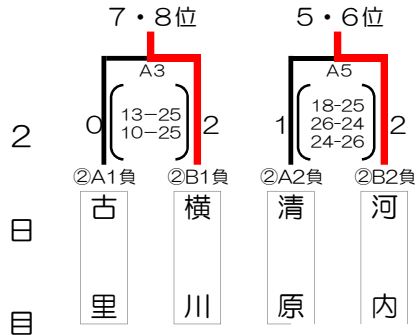 7・8位 5・6位
A3 A5
0 13−25 2 1 18-25 2
10−25 26-24
24-26
②A1負 ②B1負 ②A2負 ②B2負
2日目
古里 横川 清原 河内